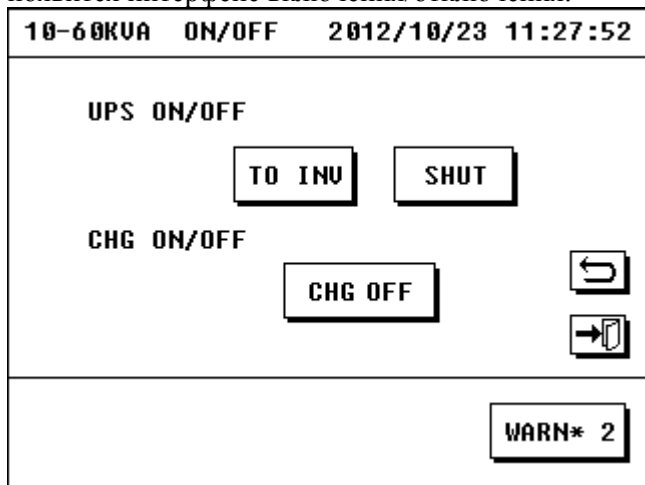 10-60KVA ON/OFF 2012/10/23 11:27:52
UPS ON/OFF
TO INV SHUT
CHG ON/OFF
CHG OFF
WARN* 2